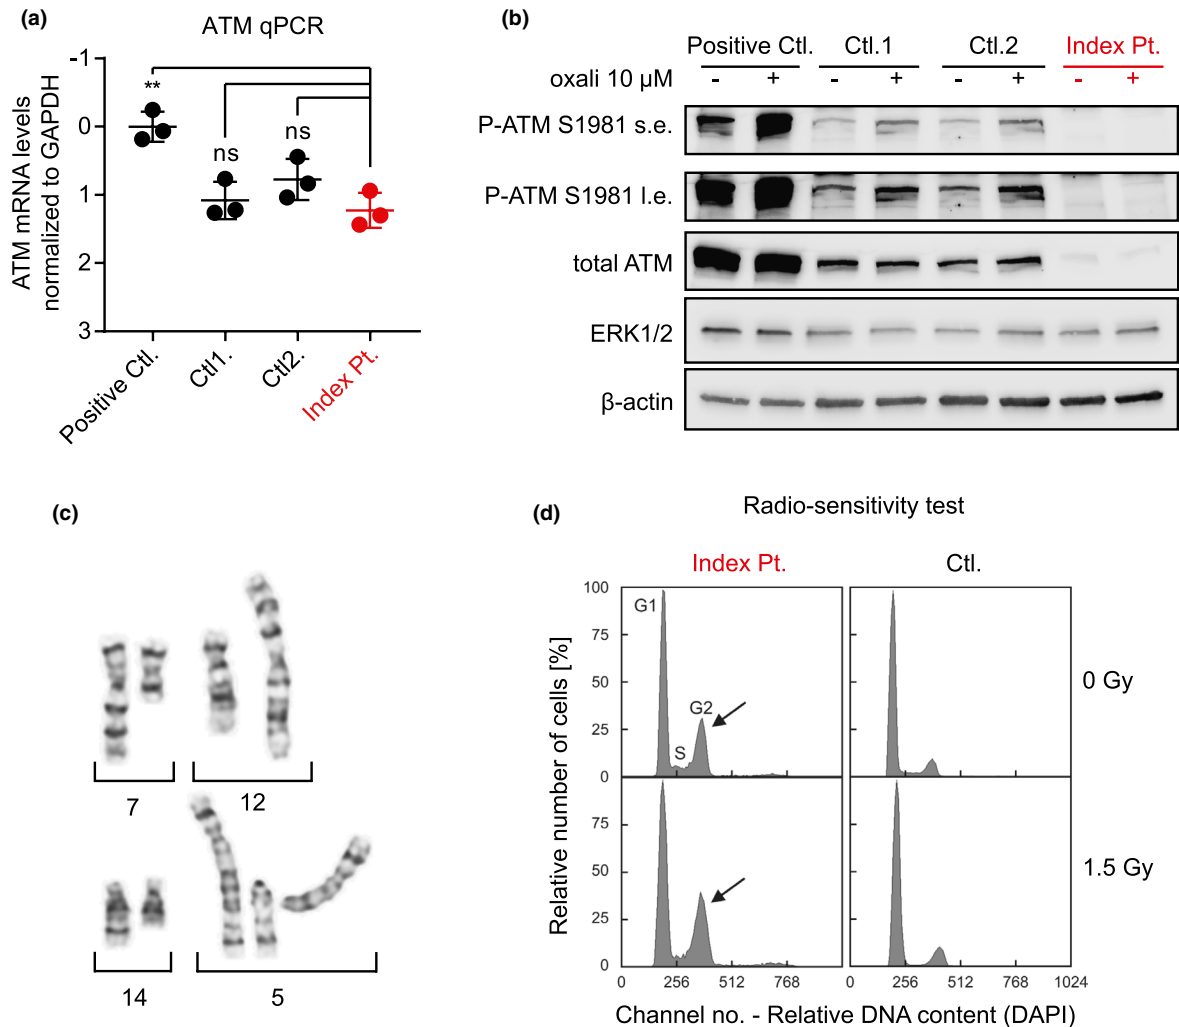 (a)
ATM qPCR
ATM mRNA levels
normalized to GAPDH
-1
0
1
2
3
**
ns
ns
Positive Ctl.
Ctl1.
Ctl2.
Index Pt.
(b)
Positive Ctl. Ctl.1 Ctl.2 Index Pt.
oxali 10 µM - + - + - + - +
P-ATM S1981 s.e.
P-ATM S1981 l.e.
total ATM
ERK1/2
β-actin
(c)
7 12
14 5
(d)
Radio-sensitivity test
Index Pt. Ctl.
Relative number of cells [%]
100
75
50
25
0
G1
S
G2
0 Gy
75
50
25
0
1.5 Gy
0 256 512 768 0 256 512 768 1024
Channel no. - Relative DNA content (DAPI)